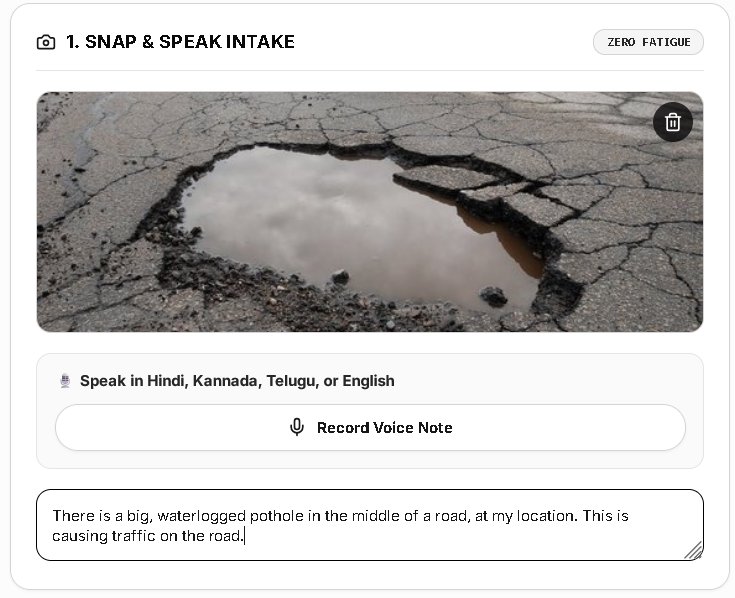 1. SNAP & SPEAK INTAKE
ZERO FATIGUE
Speak in Hindi, Kannada, Telugu, or English
Record Voice Note
There is a big, waterlogged pothole in the middle of a road, at my location. This is
causing traffic on the road.